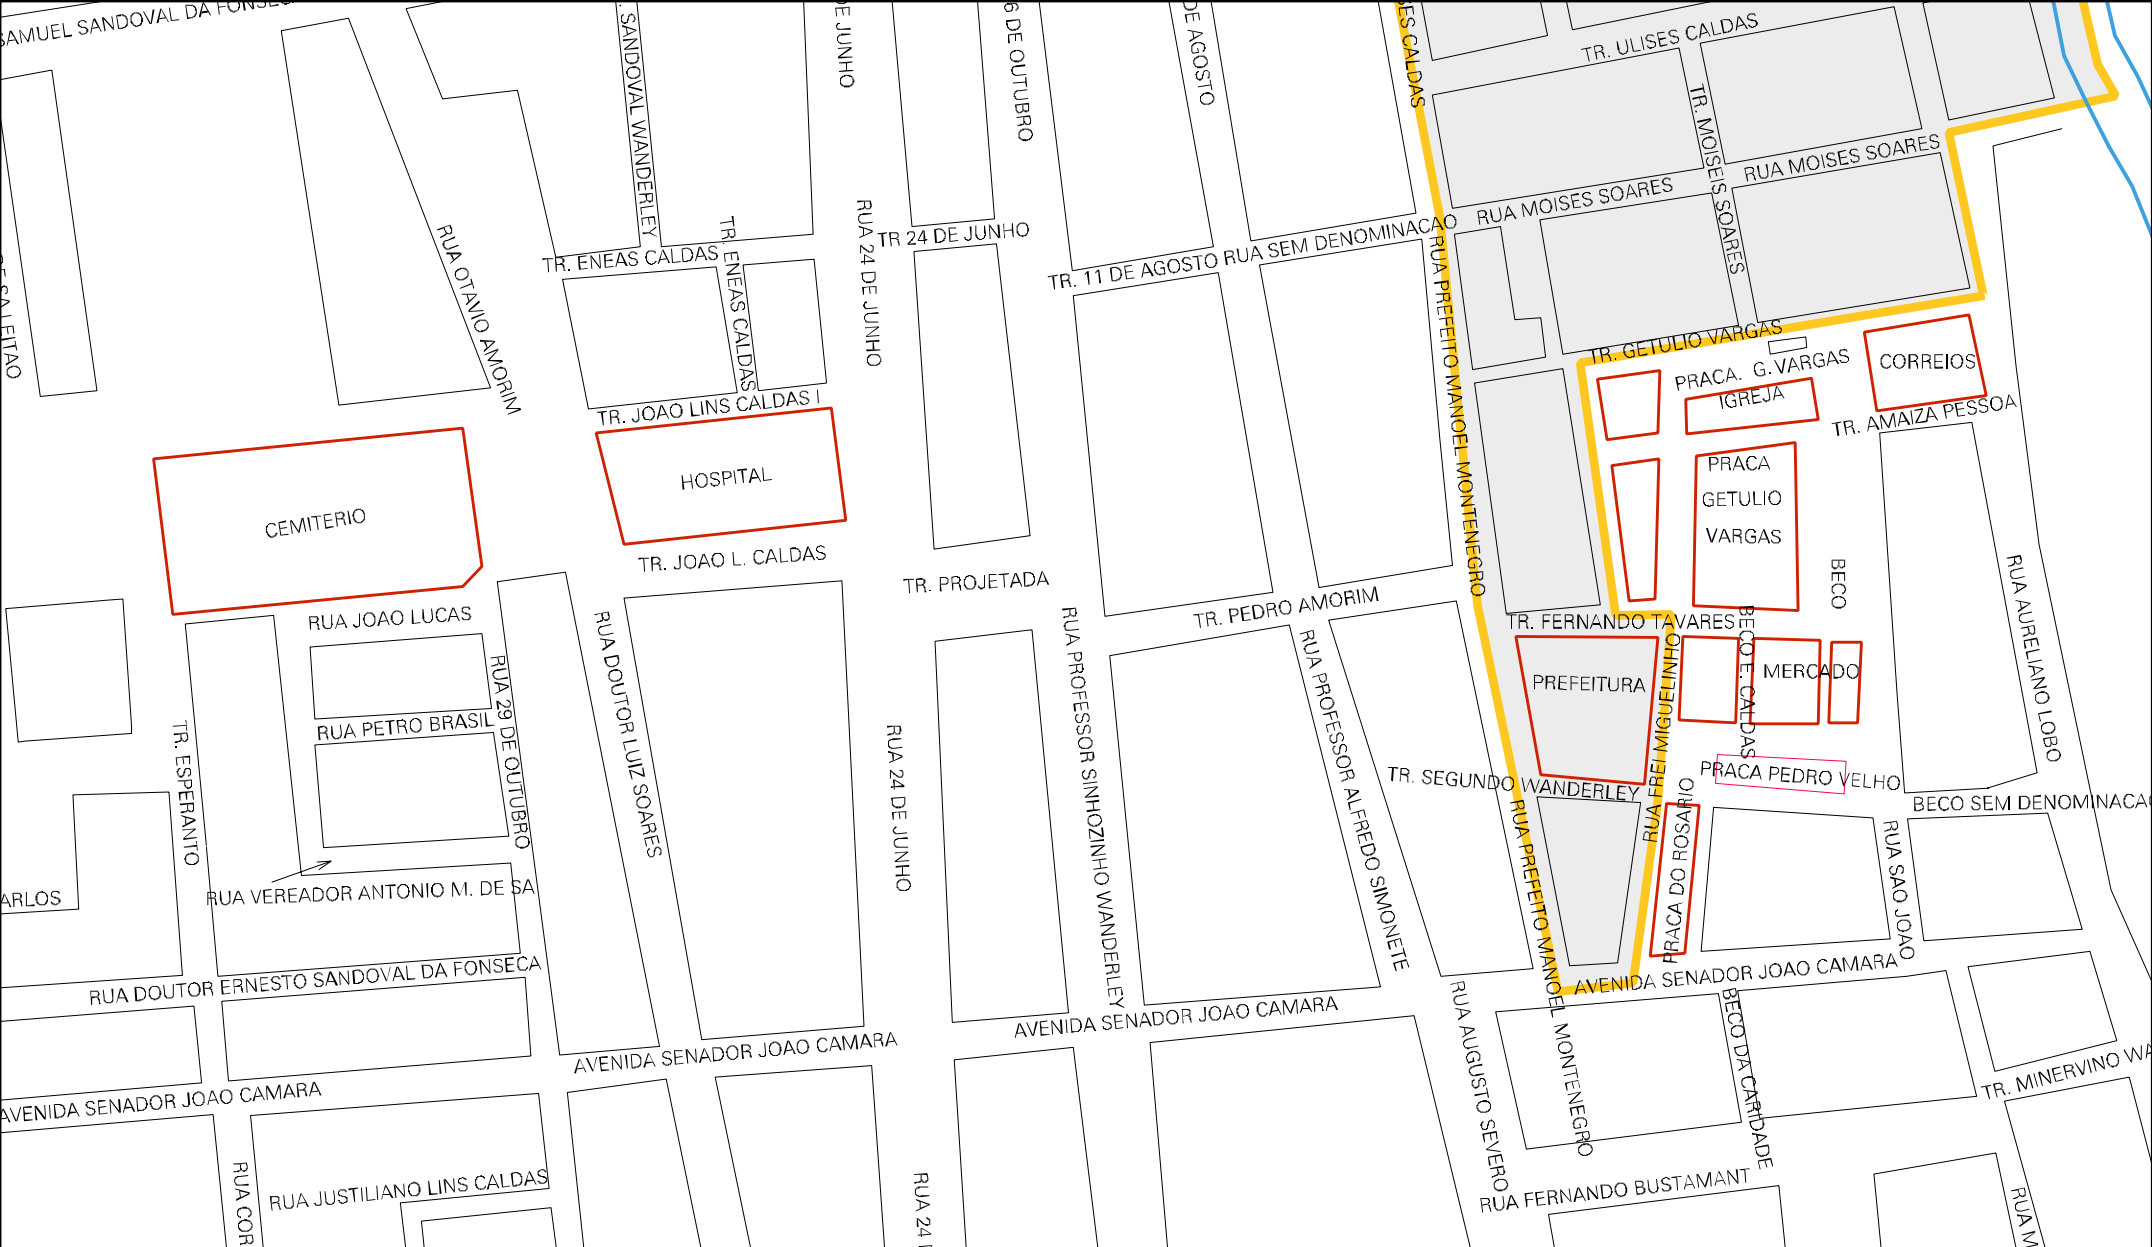 SAMUEL SANDOVAL DA
SANDOVAL WANDERLEY
DE JUNHO
DE OUTUBRO
DE AGOSTO
CALDAS
TR. ULISES CALDAS
TR. MOISEIS SOARES
RUA MOISES SOARES
RUA MOISES SOARES
RUA OTAVIO AMORIM
TR. ENEAS CALDAS
TR. ENEAS CALDAS
RUA 24 DE JUNHO
TR 24 DE JUNHO
TR. 11 DE AGOSTO
RUA SEM DENOMINACAO
RUA PREFEITO MANOEL MONTENEGRO
TR. GETULIO VARGAS
PRACA. G.VARGAS
IGREJA
CORREIOS
TR. AMAIZA PESSOA
TR. JOAO LINS CALDAS I
HOSPITAL
CEMITERIO
PRACA
GETULIO
VARGAS
BECO
TR. JOAO L. CALDAS
TR. PROJETADA
TR. PEDRO AMORIM
RUA JOAO LUCAS
TR. FERNANDO TAVARES
RUA AURELIANO LOBO
PREFEITURA
BECO E. CALDAS
MERCADO
RUA FREI MIGUELINHO
RUA DOUTOR LUIZ SOARES
RUA PROFESSOR SINHOZINHO WANDERLEY
RUA PROFESSOR ALFREDO SIMONETE
RUA 29 DE OUTUBRO
RUA PETRO BRASIL
TR. ESPERANTO
RUA 24 DE JUNHO
TR. SEGUNDO WANDERLEY
PRACA PEDRO VELHO
BECO SEM DENOMINACAO
RUA PREFEITO MANOEL MONTENEGRO
PRACA DO ROSARIO
RUA SAO JOAO
ARLOS
RUA VEREADOR ANTONIO M. DE SA
RUA DOUTOR ERNESTO SANDOVAL DA FONSECA
AVENIDA SENADOR JOAO CAMARA
AVENIDA SENADOR JOAO CAMARA
AVENIDA SENADOR JOAO CAMARA
AVENIDA SENADOR JOAO CAMARA
RUA AUGUSTO SEVERO
BECO DA CARIDADE
TR. MINERVINO
RUA COR
RUA JUSTILIANO LINS CALDAS
RUA 24
RUA FERNANDO BUSTAMANT
RUA M